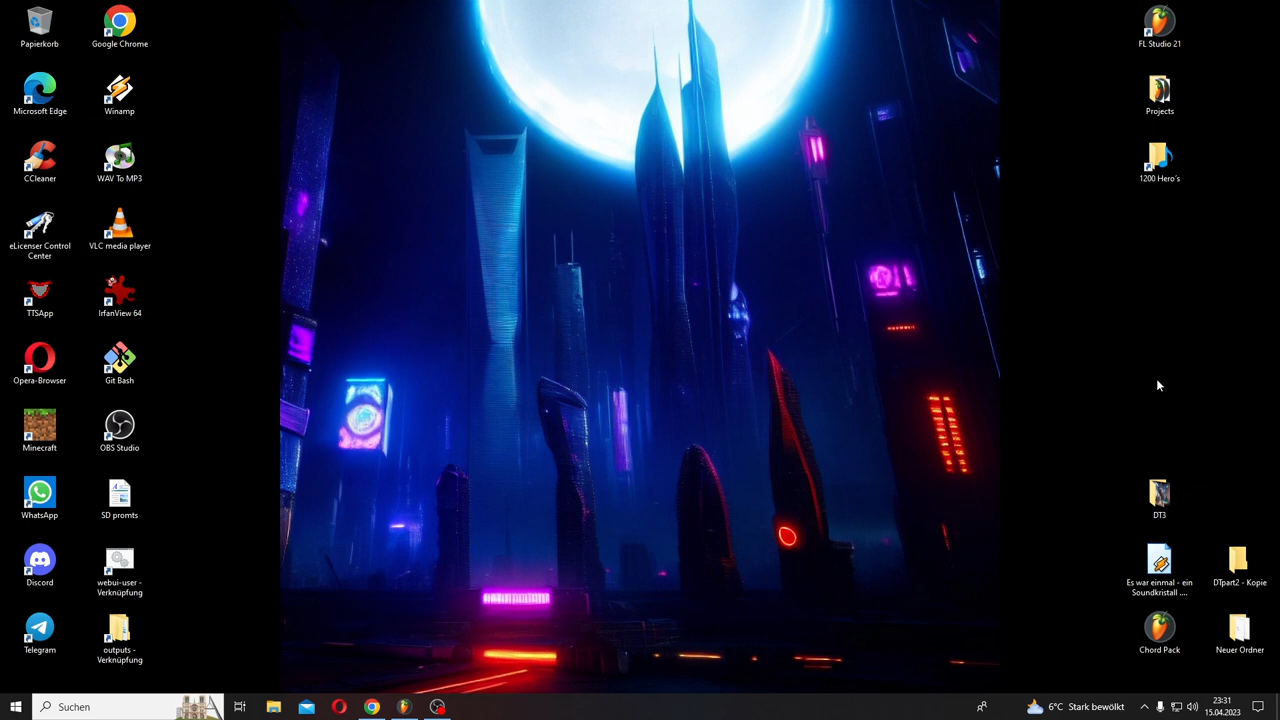 Papierkorb
Google Chrome
Microsoft Edge
Winamp
CCleaner
WAV To MP3
eLicenser Control
Center
VLC media player
TTSApp
IrfanView 64
Opera-Browser
Git Bash
Minecraft
OBS Studio
WhatsApp
SD promts
Discord
webui-user -
Verknüpfung
Telegram
outputs -
Verknüpfung
FL Studio 21
Projects
1200 Hero´s
DT3
Es war einmal - ein
Soundkristall ....
DTpart2 - Kopie
Chord Pack
Neuer Ordner
Suchen
6°C Stark bewölkt
23:31
15.04.2023